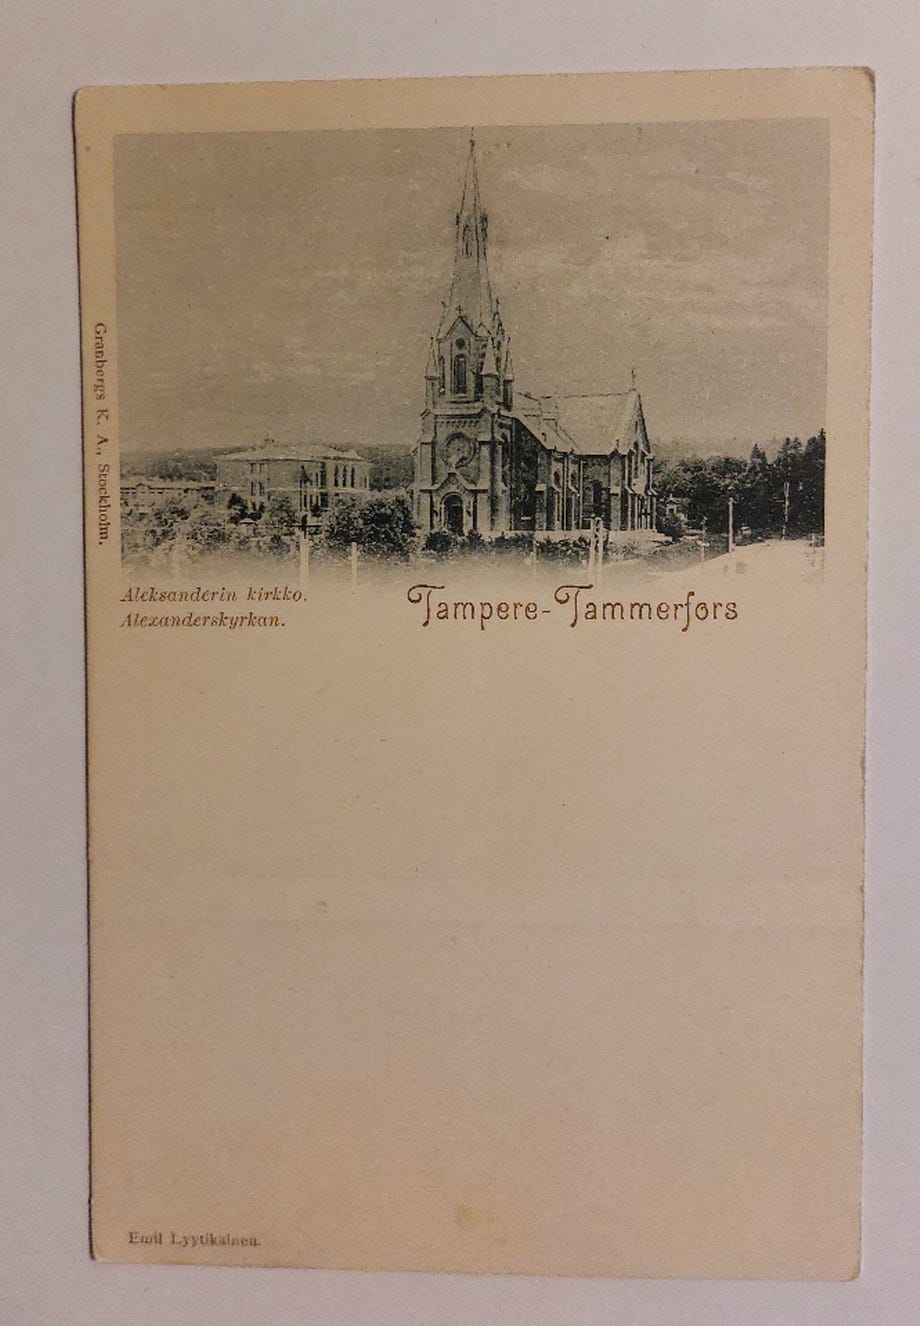 Granbergs K. A., Stockholm.
Aleksanderin kirkko.
Alexanderskyrkan.
Tampere-Tammerfors
Emil Lyytikainen.